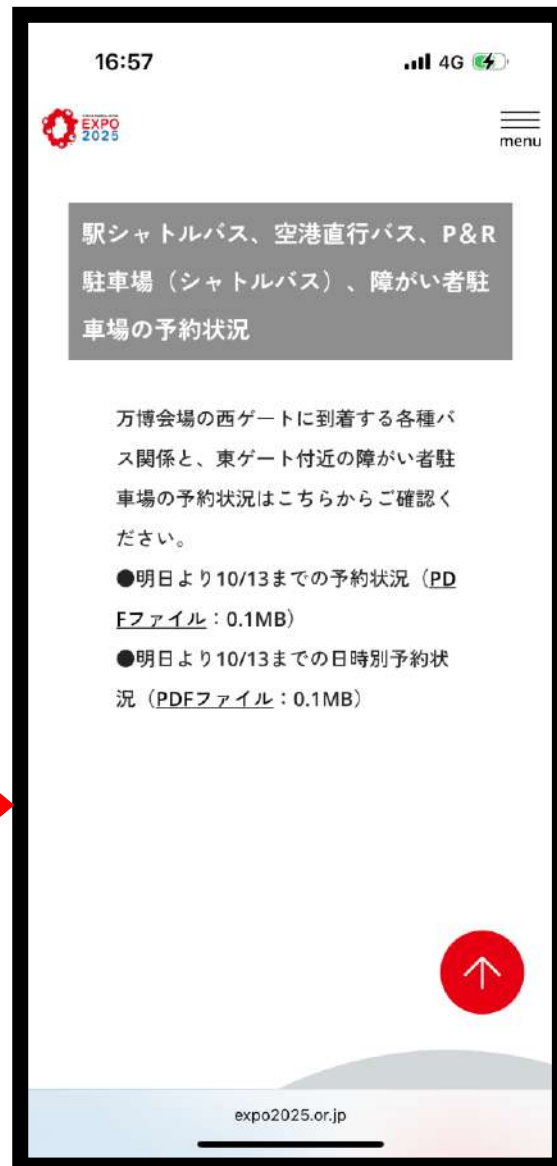 16:57
4G
EXPO
2025
menu
駅シャトルバス、空港直行バス、P&R
駐車場（シャトルバス）、障がい者駐
車場の予約状況
万博会場の西ゲートに到着する各種バ
ス関係と、東ゲート付近の障がい者駐
車場の予約状況はこちらからご確認く
ださい。
●明日より10/13までの予約状況（PD
Fファイル：0.1MB）
●明日より10/13までの日時別予約状
況（PDFファイル：0.1MB）
expo2025.or.jp